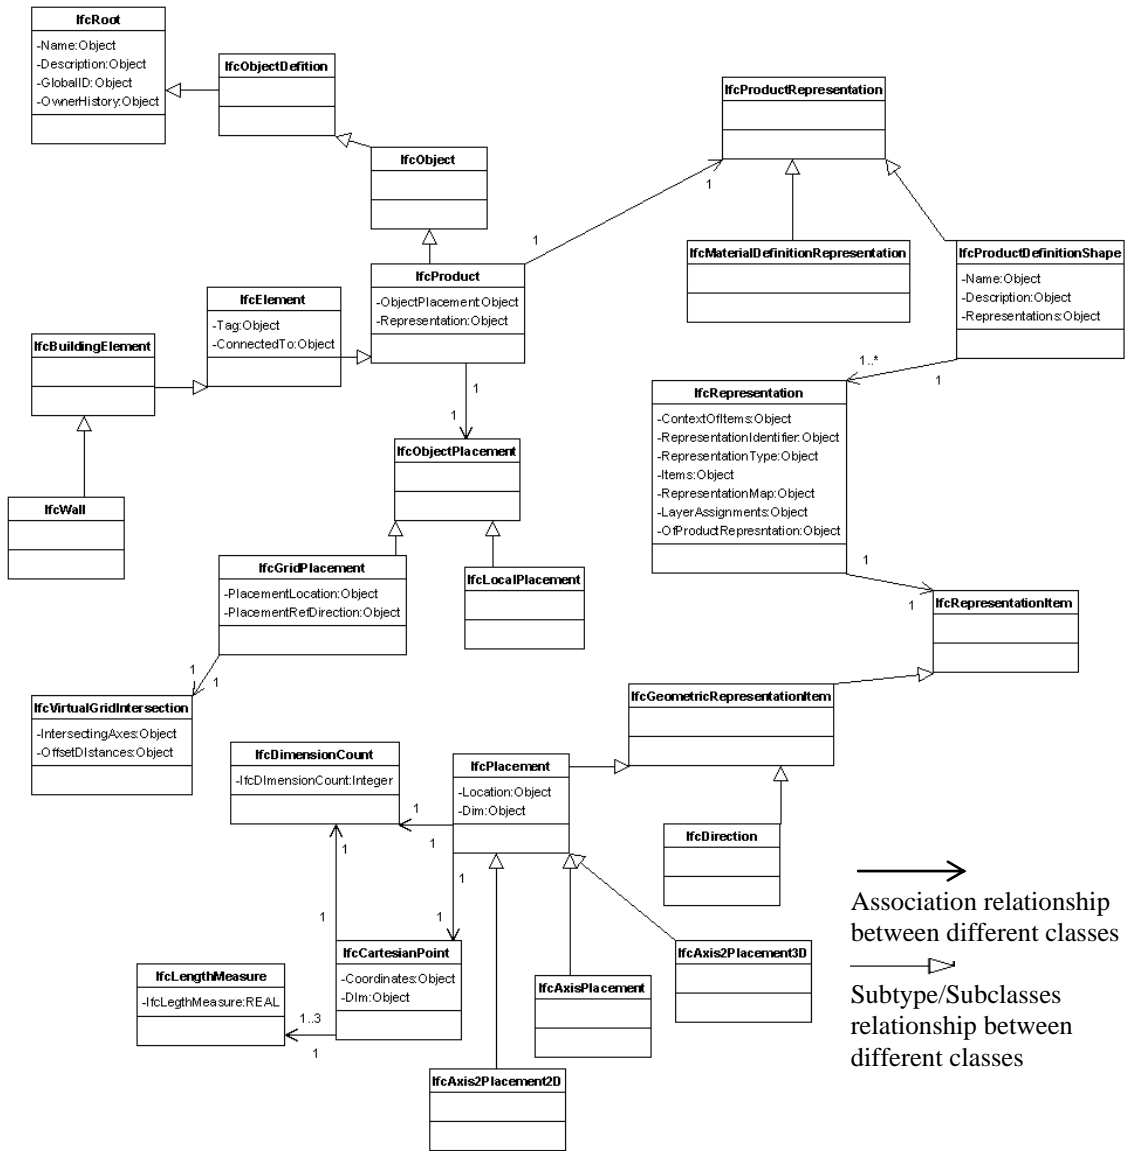 IfcRoot
-Name:Object
-Description:Object
-GlobalID:Object
-OwnerHistory:Object
IfcObjectDefition
IfcObject
IfcProductRepresentation
1
1
IfcMaterialDefinitionRepresentation
IfcProductDefinitionShape
-Name:Object
-Description:Object
-Representations:Object
IfcProduct
-ObjectPlacement:Object
-Representation:Object
IfcElement
-Tag:Object
-ConnectedTo:Object
IfcBuildingElement
IfcWall
1
1
IfcObjectPlacement
1..*
1
IfcRepresentation
-ContextOfItems:Object
-RepresentationIdentifier:Object
-RepresentationType:Object
-Items:Object
-RepresentationMap:Object
-LayerAssignments:Object
-OfProductRepresntation:Object
IfcGridPlacement
-PlacementLocation:Object
-PlacementRefDirection:Object
IfcLocalPlacement
1
1
IfcRepresentationItem
1
1
IfcVirtualGridIntersection
-IntersectingAxes:Object
-OffsetDIstances:Object
IfcGeometricRepresentationItem
IfcDimensionCount
-IfcDImensionCount:Integer
IfcPlacement
-Location:Object
-Dim:Object
1
1
IfcDirection
1
1
1
1
IfcCartesianPoint
-Coordinates:Object
-DIm:Object
IfcLengthMeasure
-IfcLegthMeasure:REAL
1..3
1
IfcAxisPlacement
IfcAxis2Placement3D
IfcAxis2Placement2D
Association relationship
between different classes
Subtype/Subclasses
relationship between
different classes